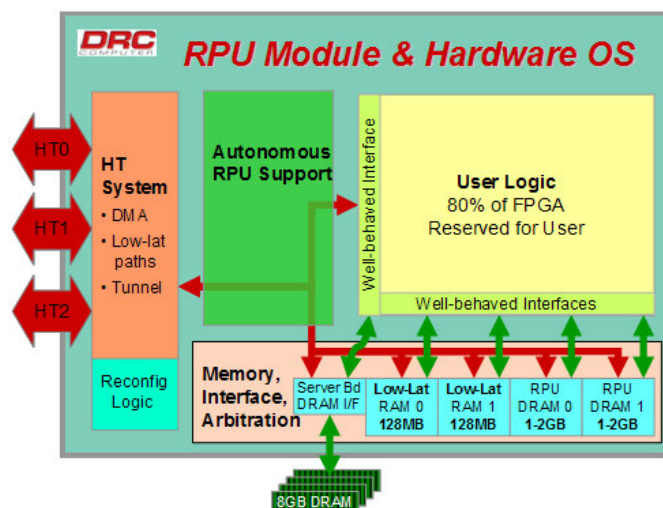 DRC
COMPUTER
RPU Module & Hardware OS
HT0
HT1
HT2
HT
System
• DMA
• Low-lat
paths
• Tunnel
Reconfig
Logic
Autonomous
RPU Support
Well-behaved Interface
User Logic
80% of FPGA
Reserved for User
Well-behaved Interfaces
Memory,
Interface,
Arbitration
Server Bd
DRAM I/F
Low-Lat
RAM 0
128MB
Low-Lat
RAM 1
128MB
RPU
DRAM 0
1-2GB
RPU
DRAM 1
1-2GB
8GB DRAM